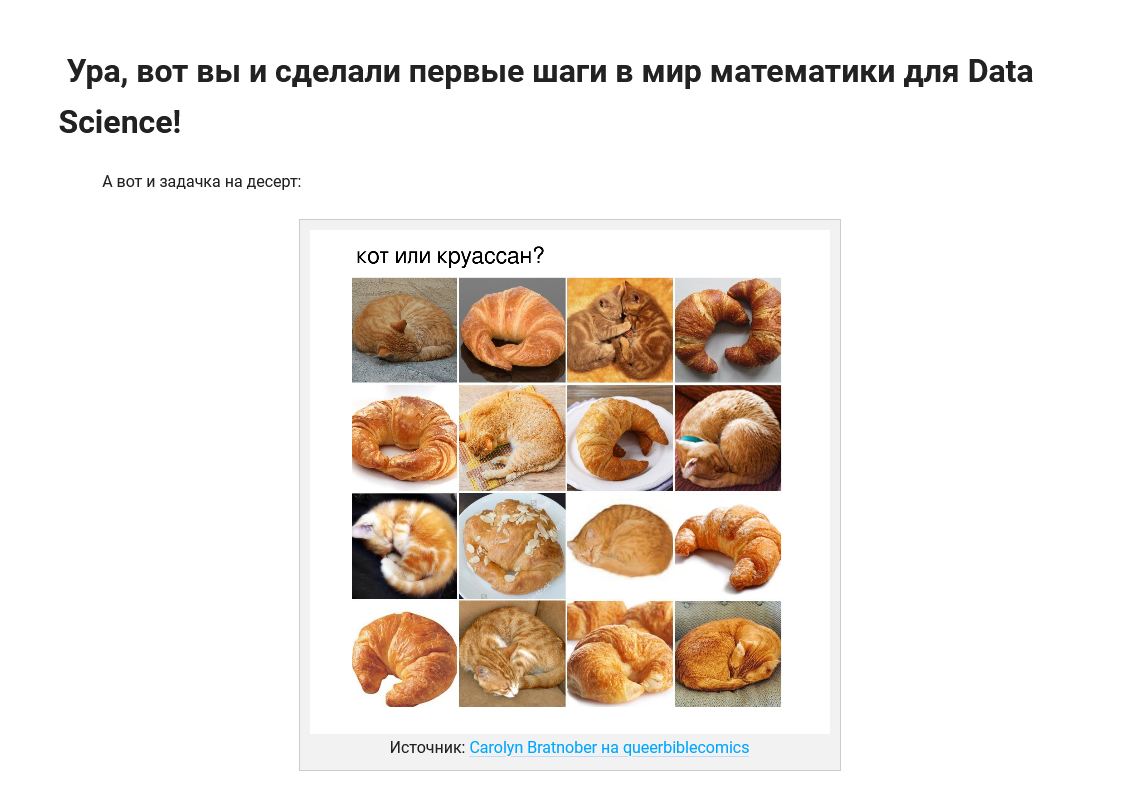 Ура, вот вы и сделали первые шаги в мир математики для Data
Science!
А вот и задачка на десерт:
кот или круассан?
Источник: Carolyn Bratnober на queerbiblecomics